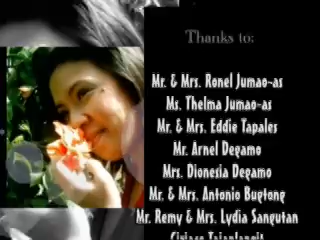 Thanks to:
Mr. & Mrs. Ronel Jumao-as
Ms. Thelma Jumao-as
Mr. & Mrs. Eddie Tapales
Mr. Arnel Degamo
Mrs. Dionesia Degamo
Mr. & Mrs. Antonio Bugtong
Mr. Remy & Mrs. Lydia Sangutan